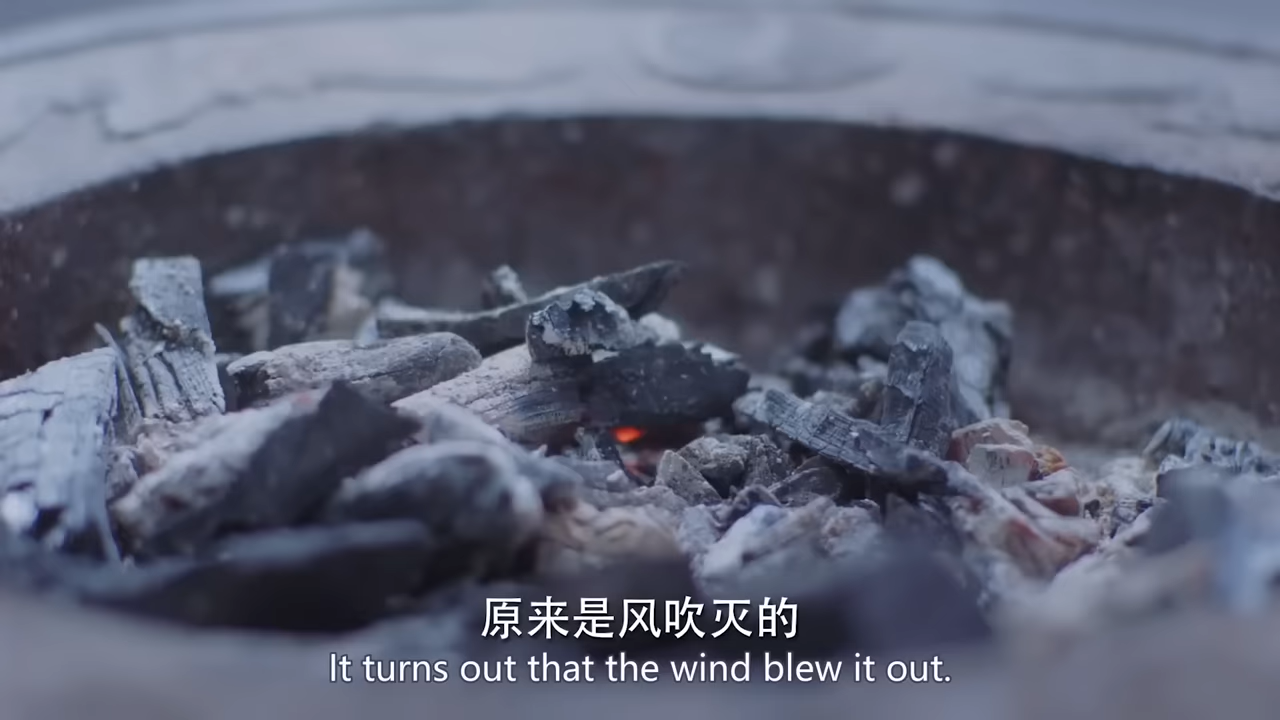 原来是风吹灭的
It turns out that the wind blew it out.